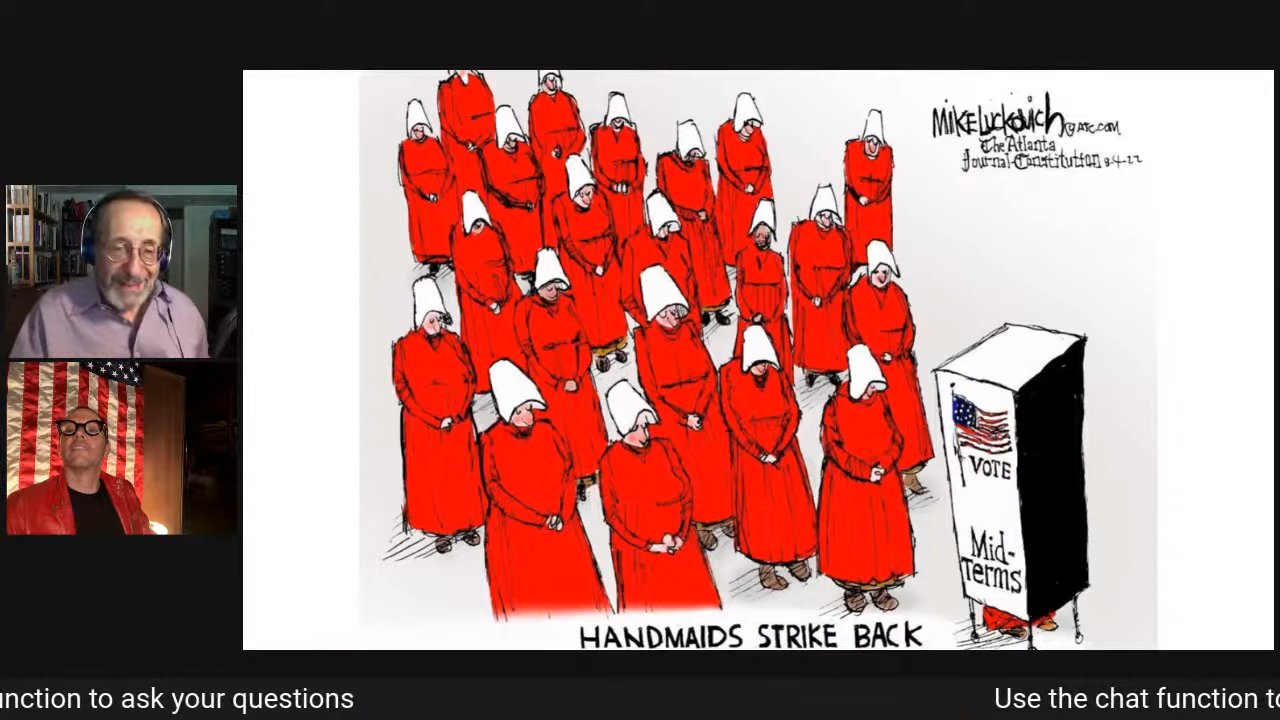 MIKE Luckovich
The Atlanta
Journal-Constitution
VOTE
Mid-
Terms
HANDMAIDS STRIKE BACK
unction to ask your questions
Use the chat function to